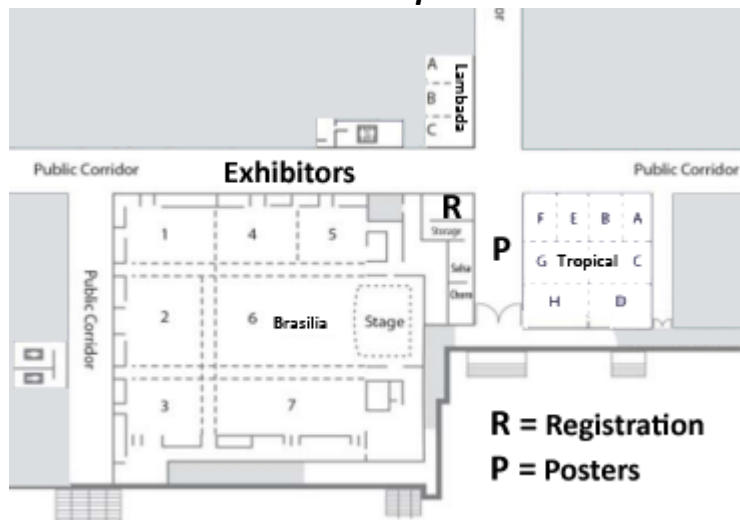 or
A
Lambada
B
C
Public Corridor
Exhibitors
Public Corridor
R
Storage
1
4
5
F
E
B
A
P
G
Tropical
C
Salsa
Choro
Public Corridor
2
6
Brasilia
Stage
H
D
3
7
R = Registration
P = Posters